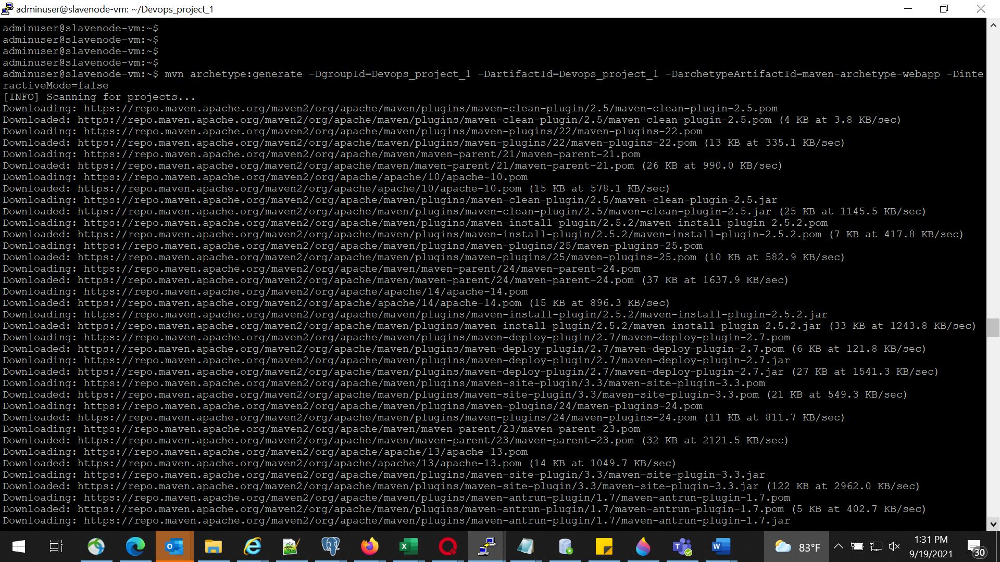 adminuser@slavenode-vm: ~/Devops_project_1
adminuser@slavenode-vm:~$
adminuser@slavenode-vm:~$
adminuser@slavenode-vm:~$
adminuser@slavenode-vm:~$
adminuser@slavenode-vm:~$ mvn archetype:generate -DgroupId=Devops_project_1 -DartifactId=Devops_project_1 -DarchetypeArtifactId=maven-archetype-webapp -Dinte
ractiveMode=false
[INFO] Scanning for projects...
Downloading: https://repo.maven.apache.org/maven2/org/apache/maven/plugins/maven-clean-plugin/2.5/maven-clean-plugin-2.5.pom
Downloaded: https://repo.maven.apache.org/maven2/org/apache/maven/plugins/maven-clean-plugin/2.5/maven-clean-plugin-2.5.pom (4 KB at 3.8 KB/sec)
Downloading: https://repo.maven.apache.org/maven2/org/apache/maven/plugins/maven-plugins/22/maven-plugins-22.pom
Downloaded: https://repo.maven.apache.org/maven2/org/apache/maven/plugins/maven-plugins/22/maven-plugins-22.pom (13 KB at 335.1 KB/sec)
Downloading: https://repo.maven.apache.org/maven2/org/apache/maven/maven-parent/21/maven-parent-21.pom
Downloaded: https://repo.maven.apache.org/maven2/org/apache/maven/maven-parent/21/maven-parent-21.pom (26 KB at 990.0 KB/sec)
Downloading: https://repo.maven.apache.org/maven2/org/apache/apache/10/apache-10.pom
Downloaded: https://repo.maven.apache.org/maven2/org/apache/apache/10/apache-10.pom (15 KB at 578.1 KB/sec)
Downloading: https://repo.maven.apache.org/maven2/org/apache/maven/plugins/maven-clean-plugin/2.5/maven-clean-plugin-2.5.jar
Downloaded: https://repo.maven.apache.org/maven2/org/apache/maven/plugins/maven-clean-plugin/2.5/maven-clean-plugin-2.5.jar (25 KB at 1145.5 KB/sec)
Downloading: https://repo.maven.apache.org/maven2/org/apache/maven/plugins/maven-install-plugin/2.5.2/maven-install-plugin-2.5.2.pom
Downloaded: https://repo.maven.apache.org/maven2/org/apache/maven/plugins/maven-install-plugin/2.5.2/maven-install-plugin-2.5.2.pom (7 KB at 417.8 KB/sec)
Downloading: https://repo.maven.apache.org/maven2/org/apache/maven/plugins/maven-plugins/25/maven-plugins-25.pom
Downloaded: https://repo.maven.apache.org/maven2/org/apache/maven/plugins/maven-plugins/25/maven-plugins-25.pom (10 KB at 582.9 KB/sec)
Downloading: https://repo.maven.apache.org/maven2/org/apache/maven/maven-parent/24/maven-parent-24.pom
Downloaded: https://repo.maven.apache.org/maven2/org/apache/maven/maven-parent/24/maven-parent-24.pom (37 KB at 1637.9 KB/sec)
Downloading: https://repo.maven.apache.org/maven2/org/apache/apache/14/apache-14.pom
Downloaded: https://repo.maven.apache.org/maven2/org/apache/apache/14/apache-14.pom (15 KB at 896.3 KB/sec)
Downloading: https://repo.maven.apache.org/maven2/org/apache/maven/plugins/maven-install-plugin/2.5.2/maven-install-plugin-2.5.2.jar
Downloaded: https://repo.maven.apache.org/maven2/org/apache/maven/plugins/maven-install-plugin/2.5.2/maven-install-plugin-2.5.2.jar (33 KB at 1243.8 KB/sec)
Downloading: https://repo.maven.apache.org/maven2/org/apache/maven/plugins/maven-deploy-plugin/2.7/maven-deploy-plugin-2.7.pom
Downloaded: https://repo.maven.apache.org/maven2/org/apache/maven/plugins/maven-deploy-plugin/2.7/maven-deploy-plugin-2.7.pom (6 KB at 121.8 KB/sec)
Downloading: https://repo.maven.apache.org/maven2/org/apache/maven/plugins/maven-deploy-plugin/2.7/maven-deploy-plugin-2.7.jar
Downloaded: https://repo.maven.apache.org/maven2/org/apache/maven/plugins/maven-deploy-plugin/2.7/maven-deploy-plugin-2.7.jar (27 KB at 1541.3 KB/sec)
Downloading: https://repo.maven.apache.org/maven2/org/apache/maven/plugins/maven-site-plugin/3.3/maven-site-plugin-3.3.pom
Downloaded: https://repo.maven.apache.org/maven2/org/apache/maven/plugins/maven-site-plugin/3.3/maven-site-plugin-3.3.pom (21 KB at 549.3 KB/sec)
Downloading: https://repo.maven.apache.org/maven2/org/apache/maven/plugins/maven-plugins/24/maven-plugins-24.pom
Downloaded: https://repo.maven.apache.org/maven2/org/apache/maven/plugins/maven-plugins/24/maven-plugins-24.pom (11 KB at 811.7 KB/sec)
Downloading: https://repo.maven.apache.org/maven2/org/apache/maven/maven-parent/23/maven-parent-23.pom
Downloaded: https://repo.maven.apache.org/maven2/org/apache/maven/maven-parent/23/maven-parent-23.pom (32 KB at 2121.5 KB/sec)
Downloading: https://repo.maven.apache.org/maven2/org/apache/apache/13/apache-13.pom
Downloaded: https://repo.maven.apache.org/maven2/org/apache/apache/13/apache-13.pom (14 KB at 1049.7 KB/sec)
Downloading: https://repo.maven.apache.org/maven2/org/apache/maven/plugins/maven-site-plugin/3.3/maven-site-plugin-3.3.jar
Downloaded: https://repo.maven.apache.org/maven2/org/apache/maven/plugins/maven-site-plugin/3.3/maven-site-plugin-3.3.jar (122 KB at 2962.0 KB/sec)
Downloading: https://repo.maven.apache.org/maven2/org/apache/maven/plugins/maven-antrun-plugin/1.7/maven-antrun-plugin-1.7.pom
Downloaded: https://repo.maven.apache.org/maven2/org/apache/maven/plugins/maven-antrun-plugin/1.7/maven-antrun-plugin-1.7.pom (5 KB at 402.7 KB/sec)
Downloading: https://repo.maven.apache.org/maven2/org/apache/maven/plugins/maven-antrun-plugin/1.7/maven-antrun-plugin-1.7.jar
83°F
1:31 PM
9/19/2021
30